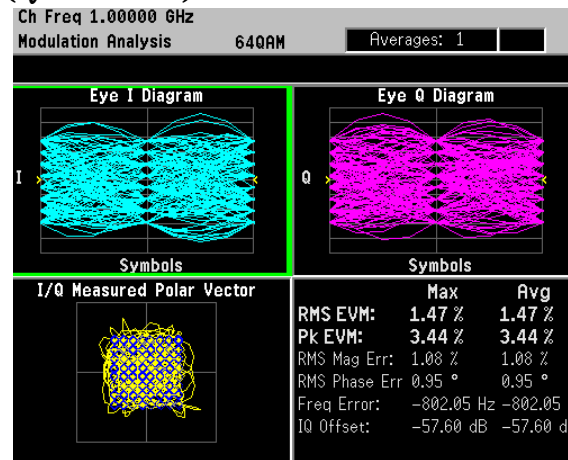 Ch Freq 1.00000 GHz
Modulation Analysis 64QAM Averages: 1
Eye I Diagram
I
Symbols
Eye Q Diagram
Q
Symbols
I/Q Measured Polar Vector
Max Avg
RMS EVM: 1.47 % 1.47 %
Pk EVM: 3.44 % 3.44 %
RMS Mag Err: 1.08 % 1.08 %
RMS Phase Err 0.95 ° 0.95 °
Freq Error: -802.05 Hz -802.05
IQ Offset: -57.60 dB -57.60 d